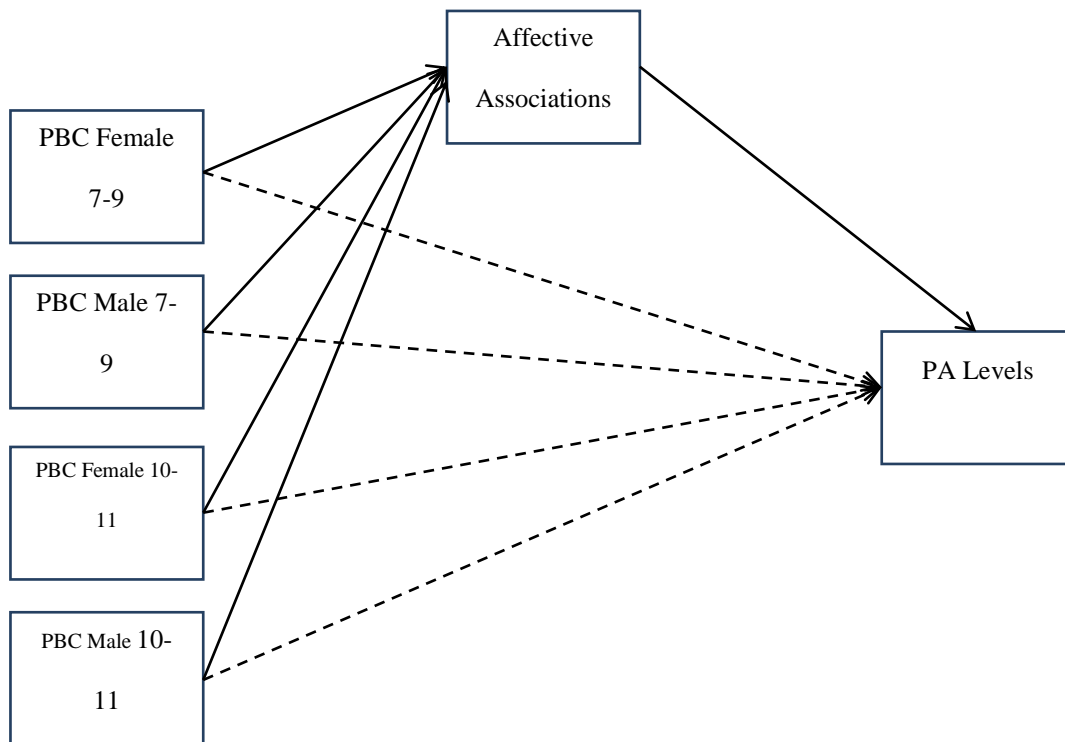 Affective
Associations
PBC Female
7-9
PBC Male 7-
9
PA Levels
PBC Female 10-
11
PBC Male 10-
11